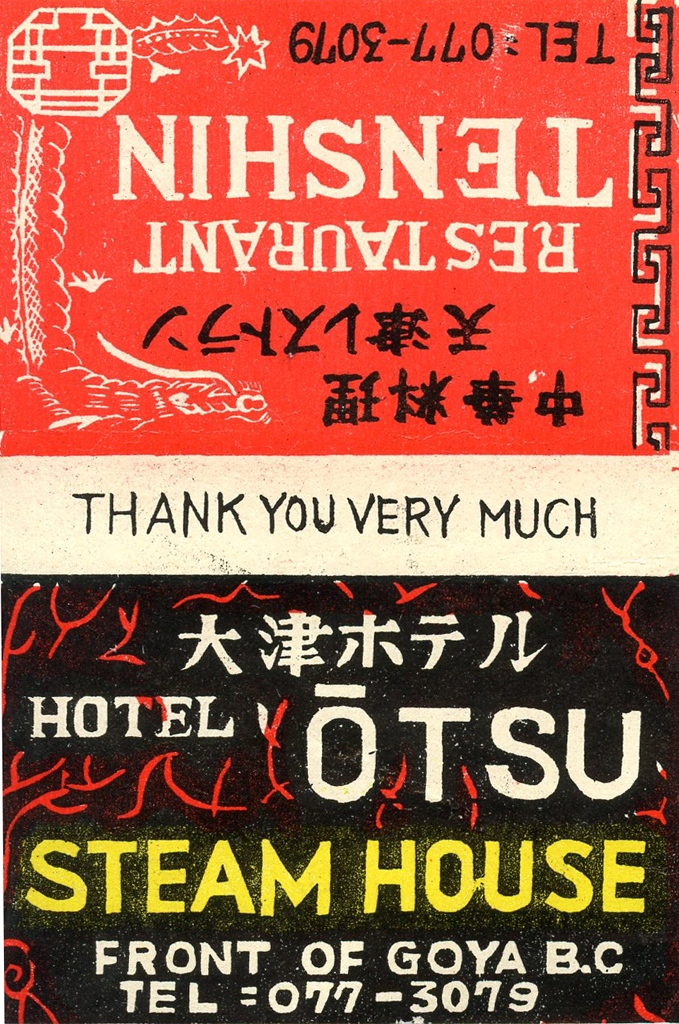 中華料理
天津レストラン
RESTAURANT
TENSHIN
TEL=077-3079
THANK YOU VERY MUCH
大津ホテル
HOTEL ŌTSU
STEAM HOUSE
FRONT OF GOYA B.C
TEL=077-3079